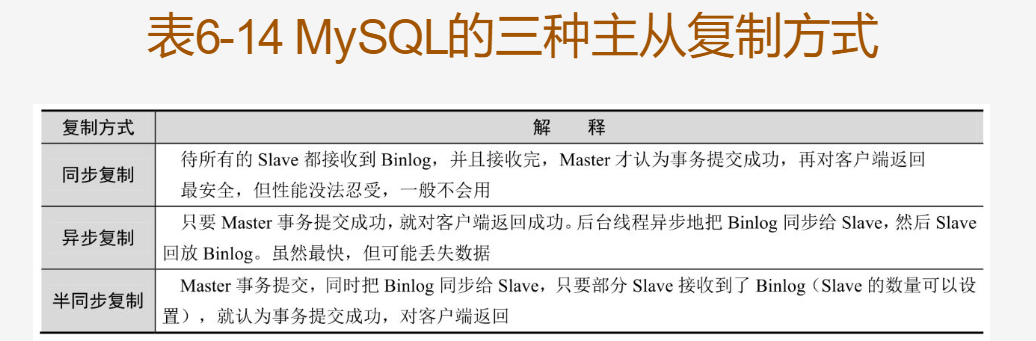 表6-14 MySQL的三种主从复制方式
复制方式
解 释
同步复制
待所有的 Slave 都接收到 Binlog，并且接收完，Master 才认为事务提交成功，再对客户端返回
最安全，但性能没法忍受，一般不会用
异步复制
只要 Master 事务提交成功，就对客户端返回成功。后台线程异步地把 Binlog 同步给 Slave，然后 Slave
回放 Binlog。虽然最快，但可能丢失数据
半同步复制
Master 事务提交，同时把 Binlog 同步给 Slave，只要部分 Slave 接收到了 Binlog（Slave 的数量可以设
置），就认为事务提交成功，对客户端返回